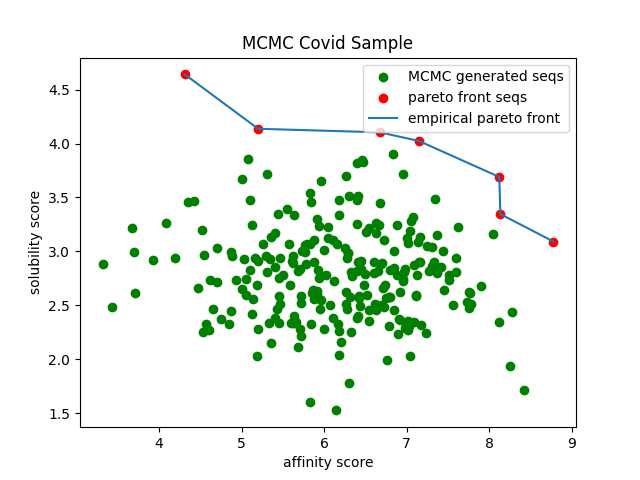 MCMC Covid Sample
MCMC generated seqs
pareto front seqs
empirical pareto front
4.5
4.0
3.5
3.0
2.5
2.0
1.5
solubility score
4 5 6 7 8 9
affinity score